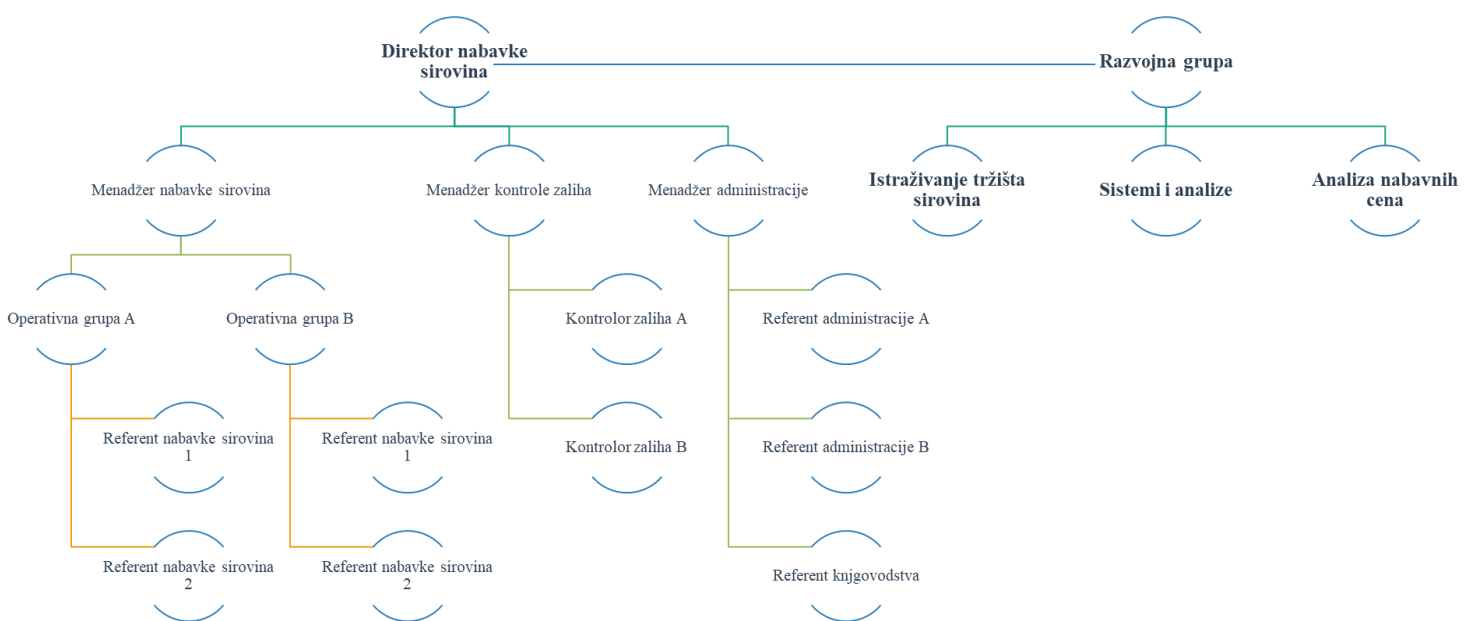 Direktor nabavke
sirovina
Razvojna grupa
Menadžer nabavke sirovina
Menadžer kontrole zaliha
Menadžer administracije
Istraživanje tržišta
sirovina
Sistemi i analize
Analiza nabavnih
cena
Operativna grupa A
Operativna grupa B
Kontrolor zaliha A
Referent administracije A
Referent nabavke sirovina
1
Referent nabavke sirovina
1
Kontrolor zaliha B
Referent administracije B
Referent nabavke sirovina
2
Referent nabavke sirovina
2
Referent knjgovodstva